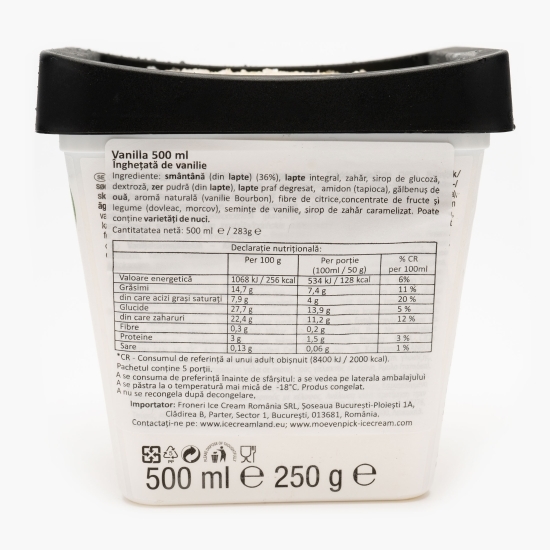 Vanilla 500 ml
Înghețată de vanilie
Ingrediente: smântână (din lapte) (36%), lapte integral, zahăr, sirop de glucoză,
dextroză, zer pudră (din lapte), lapte praf degresat, amidon (tapioca), gălbenuș de
ouă, aromă naturală (vanilie Bourbon), fibre de citrice,concentrate de fructe și
legume (dovleac, morcov), semințe de vanilie, sirop de zahăr caramelizat. Poate
conține varietăți de nuci.
Cantitatatea netă: 500 ml ℮ / 283g ℮
Declarație nutrițională:
Per 100 g Per porție (100ml / 50 g) % CR per 100ml
Valoare energetică 1068 kJ / 256 kcal 534 kJ / 128 kcal 6%
Grăsimi 14,7 g 7,4 g 11 %
din care acizi grași saturați 7,9 g 4 g 20 %
Glucide 27,7 g 13,9 g 5 %
din care zaharuri 22,4 g 11,2 g 12 %
Fibre 0,3 g 0,2 g
Proteine 3 g 1,5 g 3 %
Sare 0,13 g 0,06 g 1 %
*CR - Consumul de referință al unui adult obișnuit (8400 kJ / 2000 kcal).
Pachetul conține 5 porții.
A se consuma de preferință înainte de sfârșitul: a se vedea pe laterala ambalajului
A se păstra la o temperatură mai mică de -18°C. Produs congelat.
A nu se recongela după decongelare.
Importator: Froneri Ice Cream România SRL, Șoseaua București-Ploiești 1A,
Clădirea B, Parter, Sector 1, București, 013681, România.
Contactați-ne pe: www.icecreamland.eu; www.moevenpick-icecream.com
PP
500 ml ℮ 250 g ℮